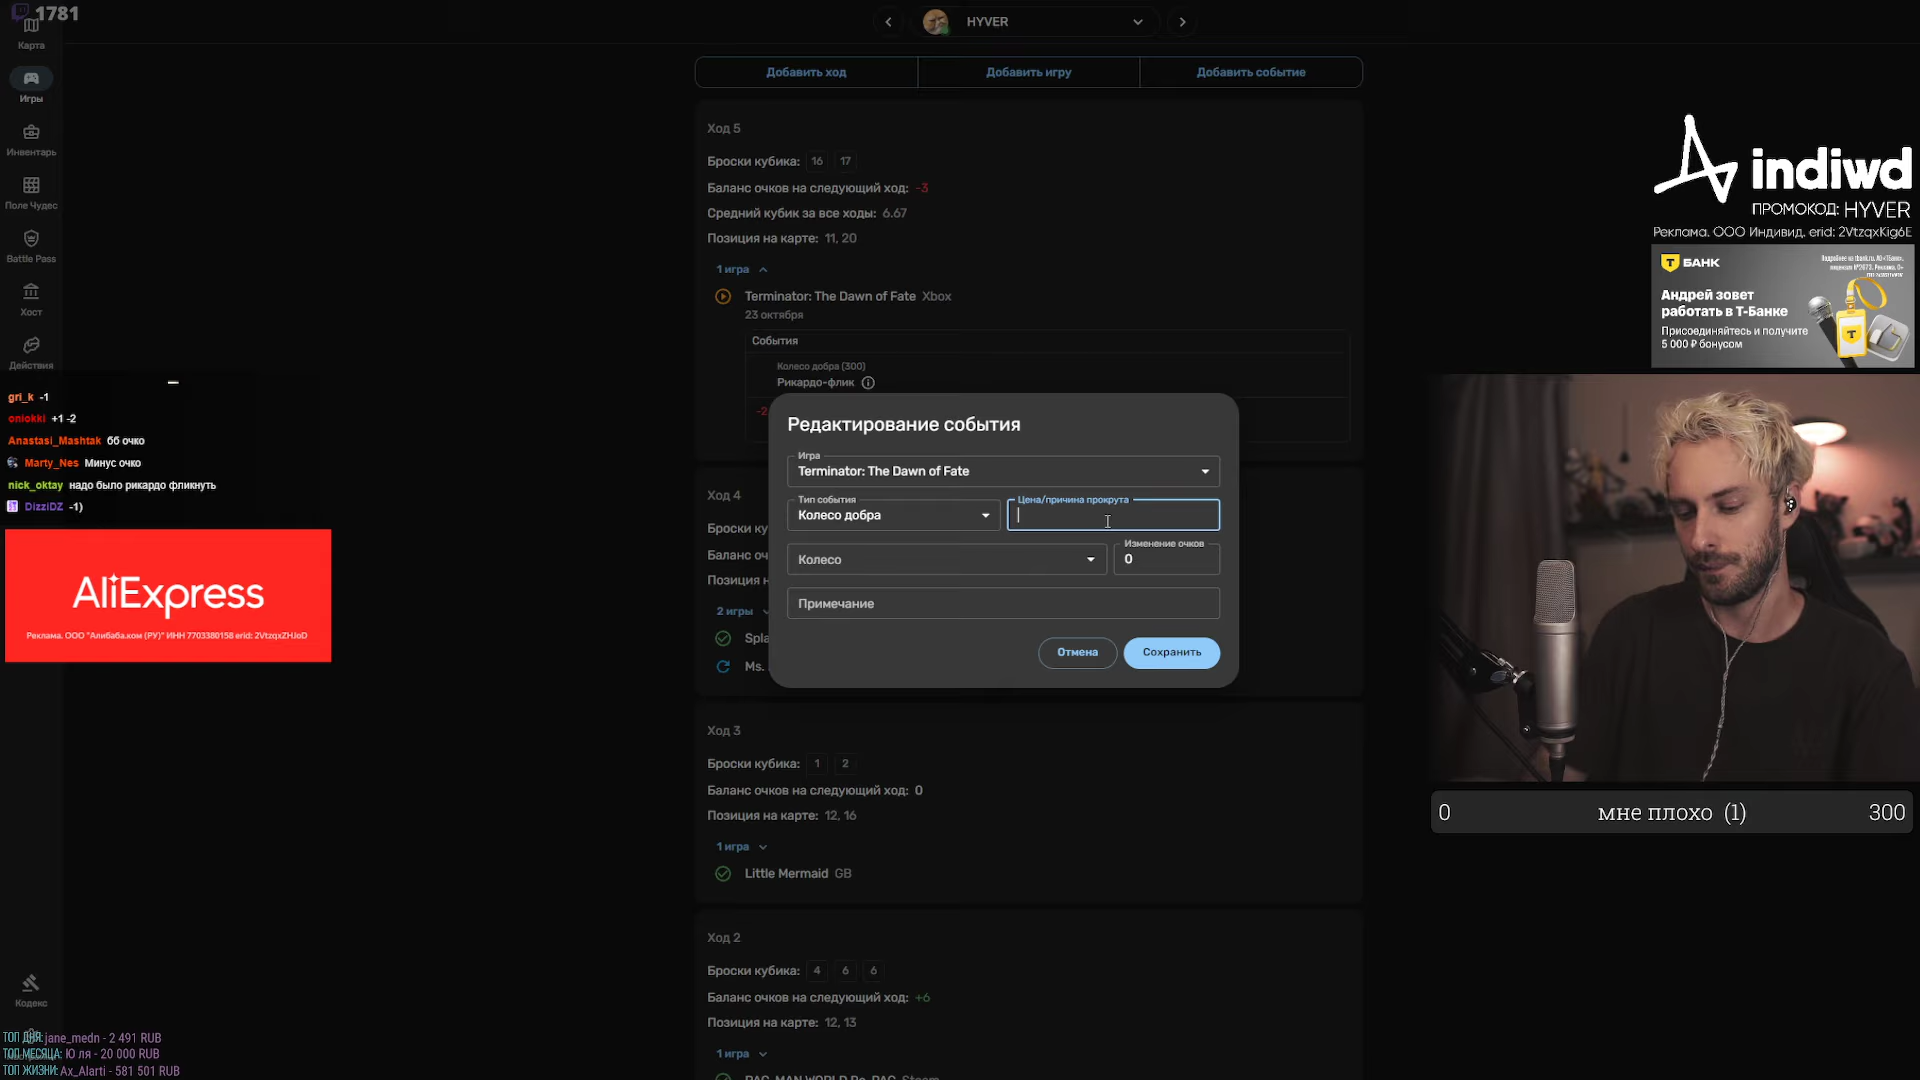 1781
Карта
Игры
Инвентарь
Поле Чудес
Battle Pass
Хост
Действия
HYVER
Добавить ход
Добавить игру
Добавить событие
Ход 5
Броски кубика: 16 17
Баланс очков на следующий ход: -3
Средний кубик за все ходы: 6.67
Позиция на карте: 11, 20
1 игра
Terminator: The Dawn of Fate Xbox
23 октября
События
Колесо добра (300)
Рикардо-флик
-2
Редактирование события
Игра
Terminator: The Dawn of Fate
Тип события
Колесо добра
Цена/причина прокрута
Колесо
Изменение очков
0
Примечание
Отмена
Сохранить
Ход 4
Броски ку
Баланс оч
Позиция н
2 игры
Spla
Ms.
Ход 3
Броски кубика: 1 2
Баланс очков на следующий ход: 0
Позиция на карте: 12, 16
1 игра
Little Mermaid GB
Ход 2
Броски кубика: 4 6 6
Баланс очков на следующий ход: +6
Позиция на карте: 12, 13
1 игра
gri_k -1
oniokki +1 -2
Anastasi_Mashtak бб очко
Marty_Nes Минус очко
nick_oktay надо было рикардо фликнуть
DizziDZ -1)
AliExpress
Реклама. ООО "Алибаба.ком (РУ)" ИНН 7703380158 erid: 2VtzqxZHJoD
Кодекс
ТОП ДНЯ: jane_medn - 2 491 RUB
ТОП МЕСЯЦА: Ю ля - 20 000 RUB
ТОП ЖИЗНИ: Ax_Alarti - 581 501 RUB
indiwd
ПРОМОКОД: HYVER
Реклама. ООО Индивид. erid: 2VtzqxKig6E
Т БАНК
Андрей зовет
работать в Т-Банке
Присоединяйтесь и получите
5 000 ₽ бонусом
0 мне плохо (1) 300